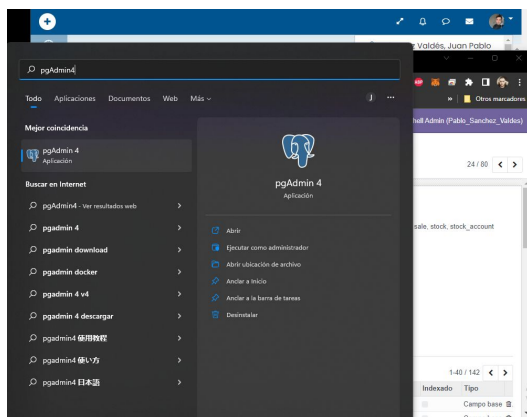 Valdés, Juan Pablo
pgAdmin4
Todo Aplicaciones Documentos Web Más
J
Otros marcadores
Mejor coincidencia
hell Admin (Pablo_Sanchez_Valdes)
pgAdmin 4
Aplicación
24 / 80
pgAdmin 4
Aplicación
Buscar en Internet
pgAdmin4 - Ver resultados web
pgadmin 4
pgadmin download
pgadmin docker
pgadmin 4 v4
pgadmin 4 descargar
pgadmin4 使用教程
pgadmin4 使い方
pgadmin4 日本語
Abrir
Ejecutar como administrador
Abrir ubicación de archivo
Anclar a Inicio
Anclar a la barra de tareas
Desinstalar
sale, stock, stock_account
1-40 / 142
Indexado Tipo
Campo base